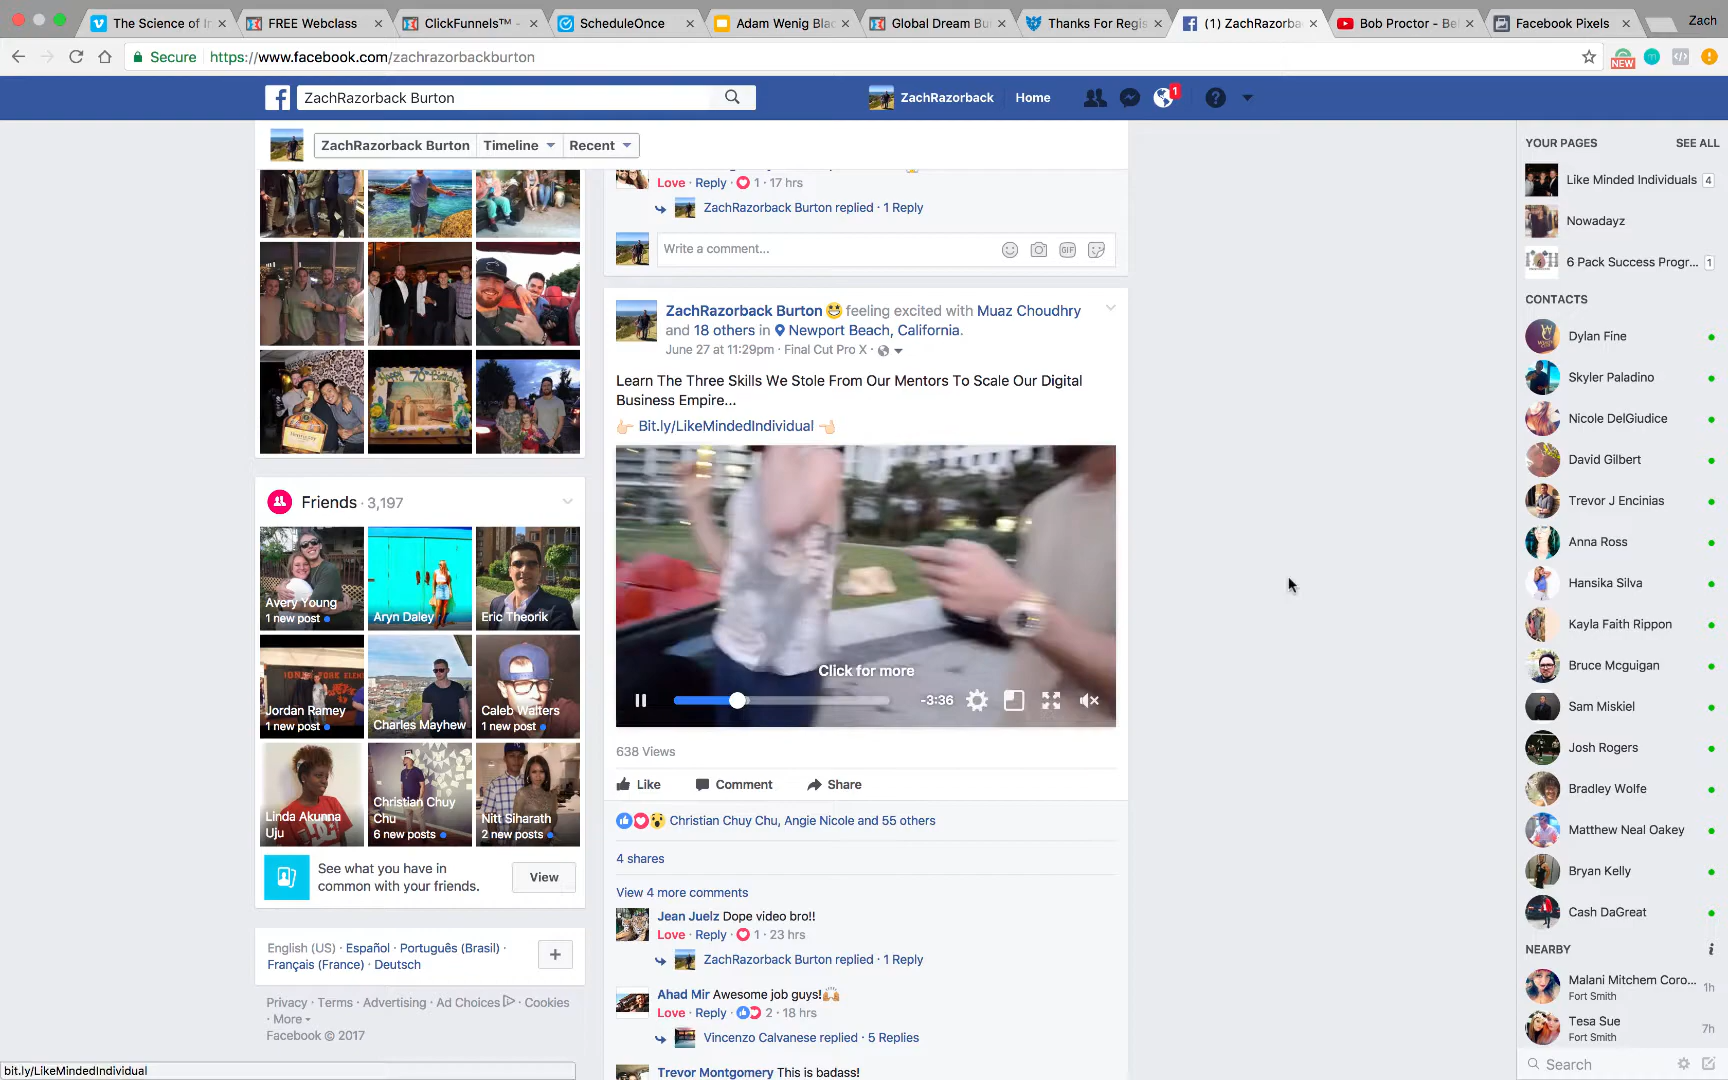 The Science of I
FREE Webclass
ClickFunnels™ -
ScheduleOnce
Adam Wenig Bla
Global Dream Bu
Thanks For Regis
(1) ZachRazorba
Bob Proctor - Be
Facebook Pixels
Zach
Secure
https://www.facebook.com/zachrazorbackburton
NEW
ZachRazorback Burton
ZachRazorback
Home
1
ZachRazorback Burton
Timeline
Recent
Love · Reply · 1 · 17 hrs
ZachRazorback Burton replied · 1 Reply
Write a comment...
GIF
ZachRazorback Burton feeling excited with Muaz Choudhry
and 18 others in Newport Beach, California.
June 27 at 11:29pm · Final Cut Pro X ·
Learn The Three Skills We Stole From Our Mentors To Scale Our Digital
Business Empire...
Bit.ly/LikeMindedIndividual
Click for more
-3:36
638 Views
Like
Comment
Share
Christian Chuy Chu, Angie Nicole and 55 others
4 shares
View 4 more comments
Jean Juelz Dope video bro!!
Love · Reply · 1 · 23 hrs
ZachRazorback Burton replied · 1 Reply
Ahad Mir Awesome job guys!
Love · Reply · 2 · 18 hrs
Vincenzo Calvanese replied · 5 Replies
Trevor Montgomery This is badass!
Friends · 3,197
Avery Young
1 new post
Aryn Daley
Eric Theorik
Jordan Ramey
1 new post
Charles Mayhew
Caleb Walters
1 new post
Linda Akunna
Uju
Christian Chuy
Chu
6 new posts
Nitt Siharath
2 new posts
See what you have in
common with your friends.
View
English (US) · Español · Português (Brasil) ·
Français (France) · Deutsch
Privacy · Terms · Advertising · Ad Choices · Cookies
· More
Facebook © 2017
bit.ly/LikeMindedIndividual
YOUR PAGES
SEE ALL
Like Minded Individuals
4
Nowadayz
6 Pack Success Progr...
1
CONTACTS
Dylan Fine
Skyler Paladino
Nicole DelGiudice
David Gilbert
Trevor J Encinias
Anna Ross
Hansika Silva
Kayla Faith Rippon
Bruce Mcguigan
Sam Miskiel
Josh Rogers
Bradley Wolfe
Matthew Neal Oakey
Bryan Kelly
Cash DaGreat
NEARBY
Malani Mitchem Coro...
Fort Smith
1h
Tesa Sue
Fort Smith
7h
Search